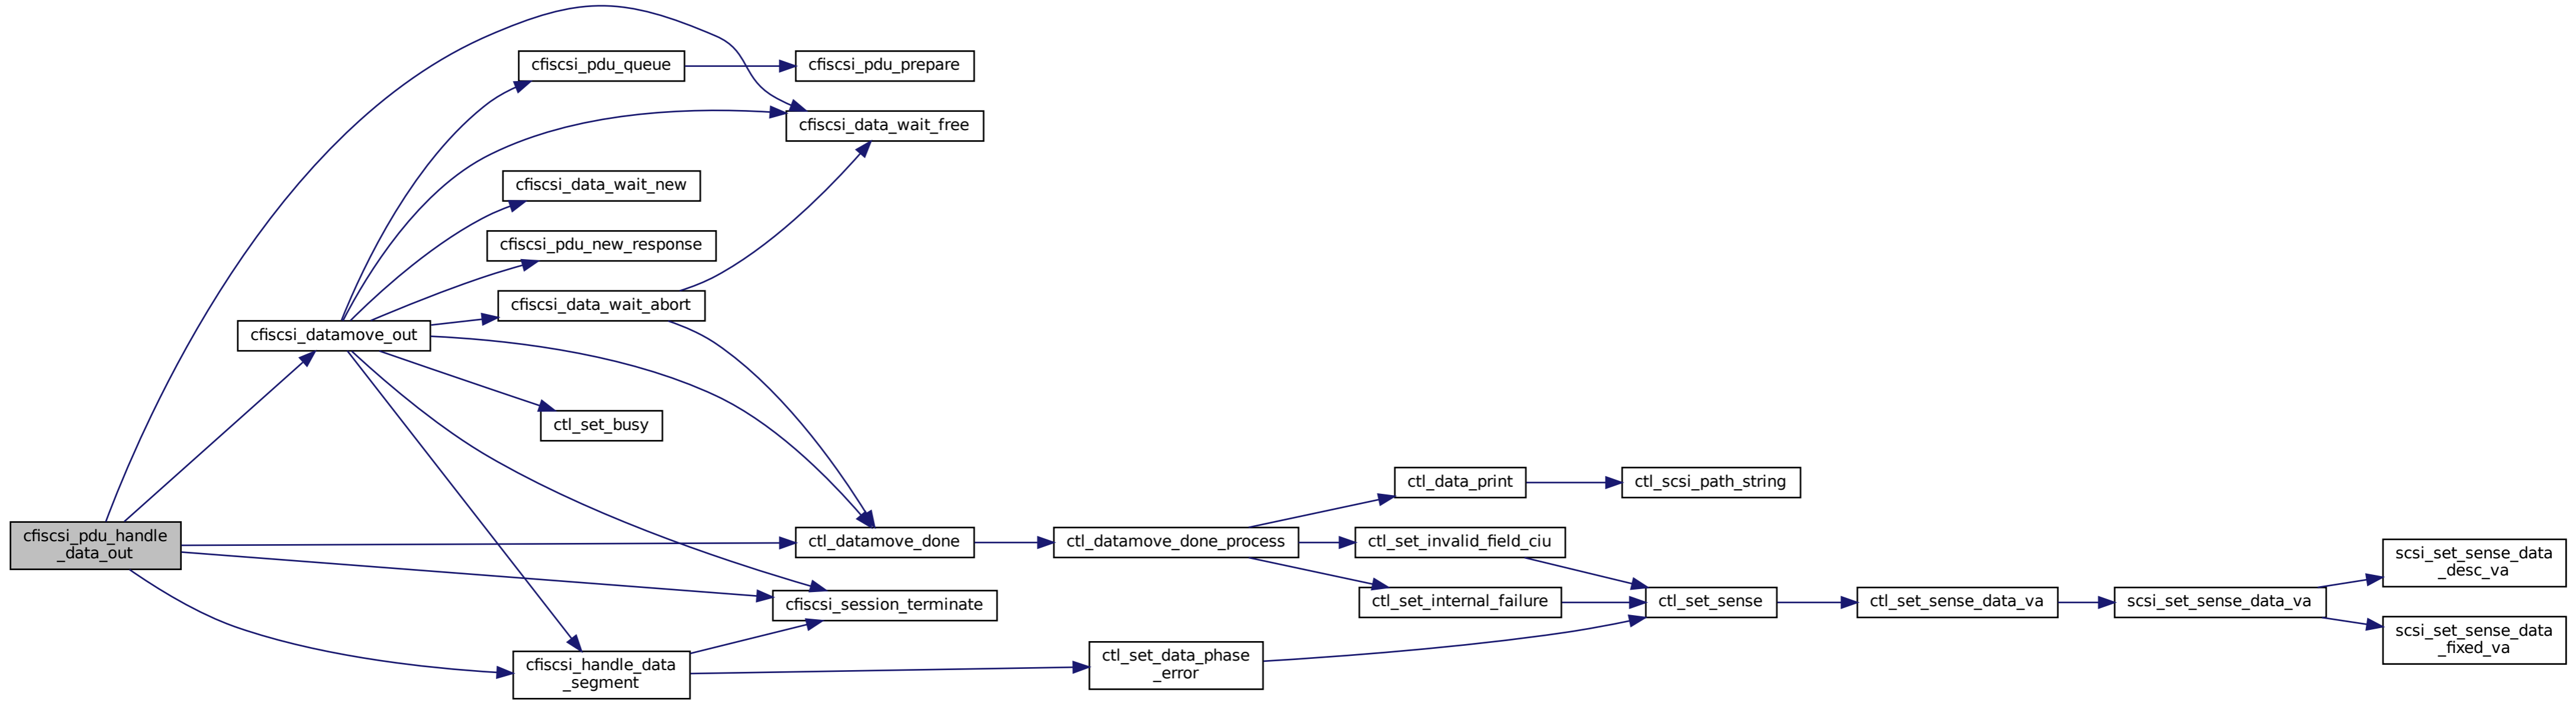 cfiscsi_pdu_queue
cfiscsi_pdu_prepare
cfiscsi_data_wait_free
cfiscsi_data_wait_new
cfiscsi_pdu_new_response
cfiscsi_data_wait_abort
cfiscsi_datamove_out
ctl_set_busy
ctl_data_print
ctl_scsi_path_string
cfiscsi_pdu_handle
_data_out
ctl_datamove_done
ctl_datamove_done_process
ctl_set_invalid_field_ciu
scsi_set_sense_data
_desc_va
cfiscsi_session_terminate
ctl_set_internal_failure
ctl_set_sense
ctl_set_sense_data_va
scsi_set_sense_data_va
scsi_set_sense_data
_fixed_va
cfiscsi_handle_data
_segment
ctl_set_data_phase
_error